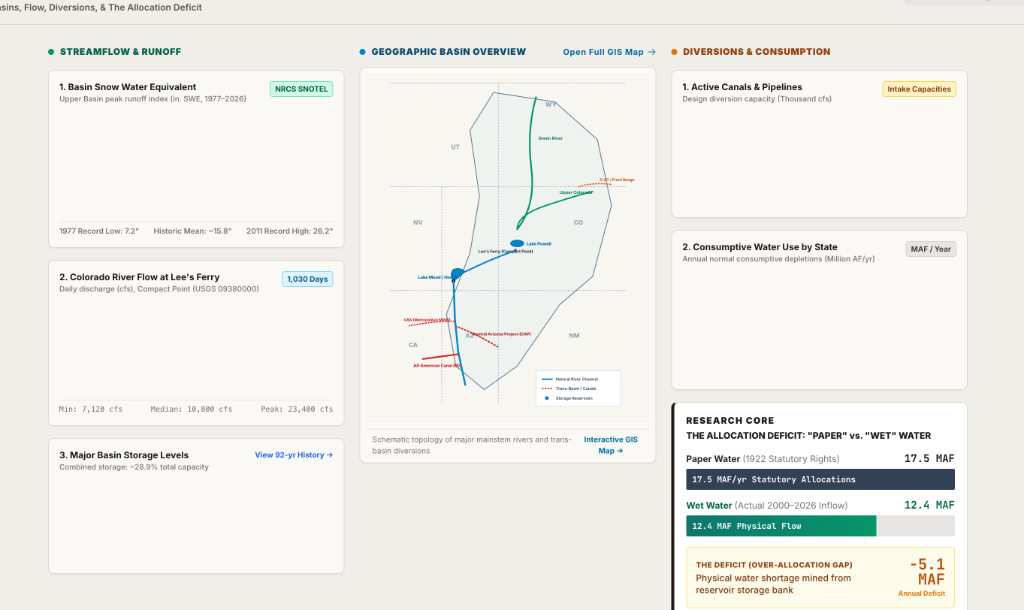 asins, Flow, Diversions, & The Allocation Deficit
STREAMFLOW & RUNOFF
1. Basin Snow Water Equivalent
NRCS SNOTEL
Upper Basin peak runoff index (in. SWE, 1977–2026)
1977 Record Low: 7.2"
Historic Mean: ~15.8"
2011 Record High: 26.2"
2. Colorado River Flow at Lee's Ferry
1,030 Days
Daily discharge (cfs), Compact Point (USGS 09380000)
Min: 7,120 cfs
Median: 10,800 cfs
Peak: 23,400 cfs
3. Major Basin Storage Levels
View 92-yr History →
Combined storage: ~28.9% total capacity
GEOGRAPHIC BASIN OVERVIEW
Open Full GIS Map →
WY
Green River
UT
Upper Colorado
NV
CO
Lake Powell
Lee's Ferry (Compact Point)
Lake Mead /
CRA (Metropolitan WD)
AZ
Central Arizona Project (CAP)
CA
NM
All-American Canal
Natural River Channel
Trans-Basin / Canals
Storage Reservoirs
Schematic topology of major mainstem rivers and trans-
basin diversions
Interactive GIS
Map →
DIVERSIONS & CONSUMPTION
1. Active Canals & Pipelines
Intake Capacities
Design diversion capacity (Thousand cfs)
2. Consumptive Water Use by State
MAF / Year
Annual normal consumptive depletions (Million AF/yr)
RESEARCH CORE
THE ALLOCATION DEFICIT: "PAPER" vs. "WET" WATER
Paper Water (1922 Statutory Rights)
17.5 MAF
17.5 MAF/yr Statutory Allocations
Wet Water (Actual 2000–2026 Inflow)
12.4 MAF
12.4 MAF Physical Flow
THE DEFICIT (OVER-ALLOCATION GAP)
Physical water shortage mined from
reservoir storage bank
-5.1
MAF
Annual Deficit